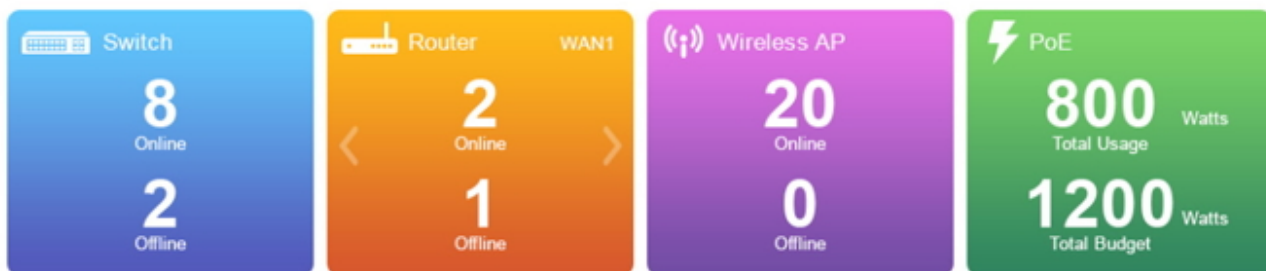 Switch
8
Online
2
Offline
Router WAN1
2
Online
1
Offline
Wireless AP
20
Online
0
Offline
PoE
800 Watts
Total Usage
1200 Watts
Total Budget